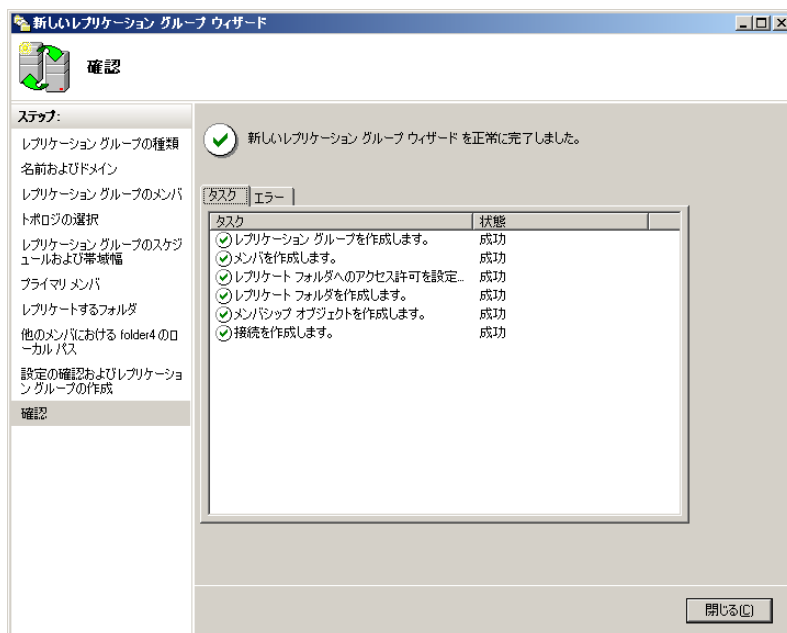 新しいレプリケーション グループ ウィザード
確認
ステップ:
レプリケーション グループの種類
名前およびドメイン
レプリケーション グループのメンバ
トポロジの選択
レプリケーション グループのスケジ
ュールおよび帯域幅
プライマリ メンバ
レプリケートするフォルダ
他のメンバにおける folder4 のロ
ーカル パス
設定の確認およびレプリケーショ
ン グループの作成
確認
新しいレプリケーション グループ ウィザード を正常に完了しました。
タスク エラー
タスク 状態
レプリケーション グループを作成します。 成功
メンバを作成します。 成功
レプリケート フォルダへのアクセス許可を設定... 成功
レプリケート フォルダを作成します。 成功
メンバシップ オブジェクトを作成します。 成功
接続を作成します。 成功
閉じる(C)